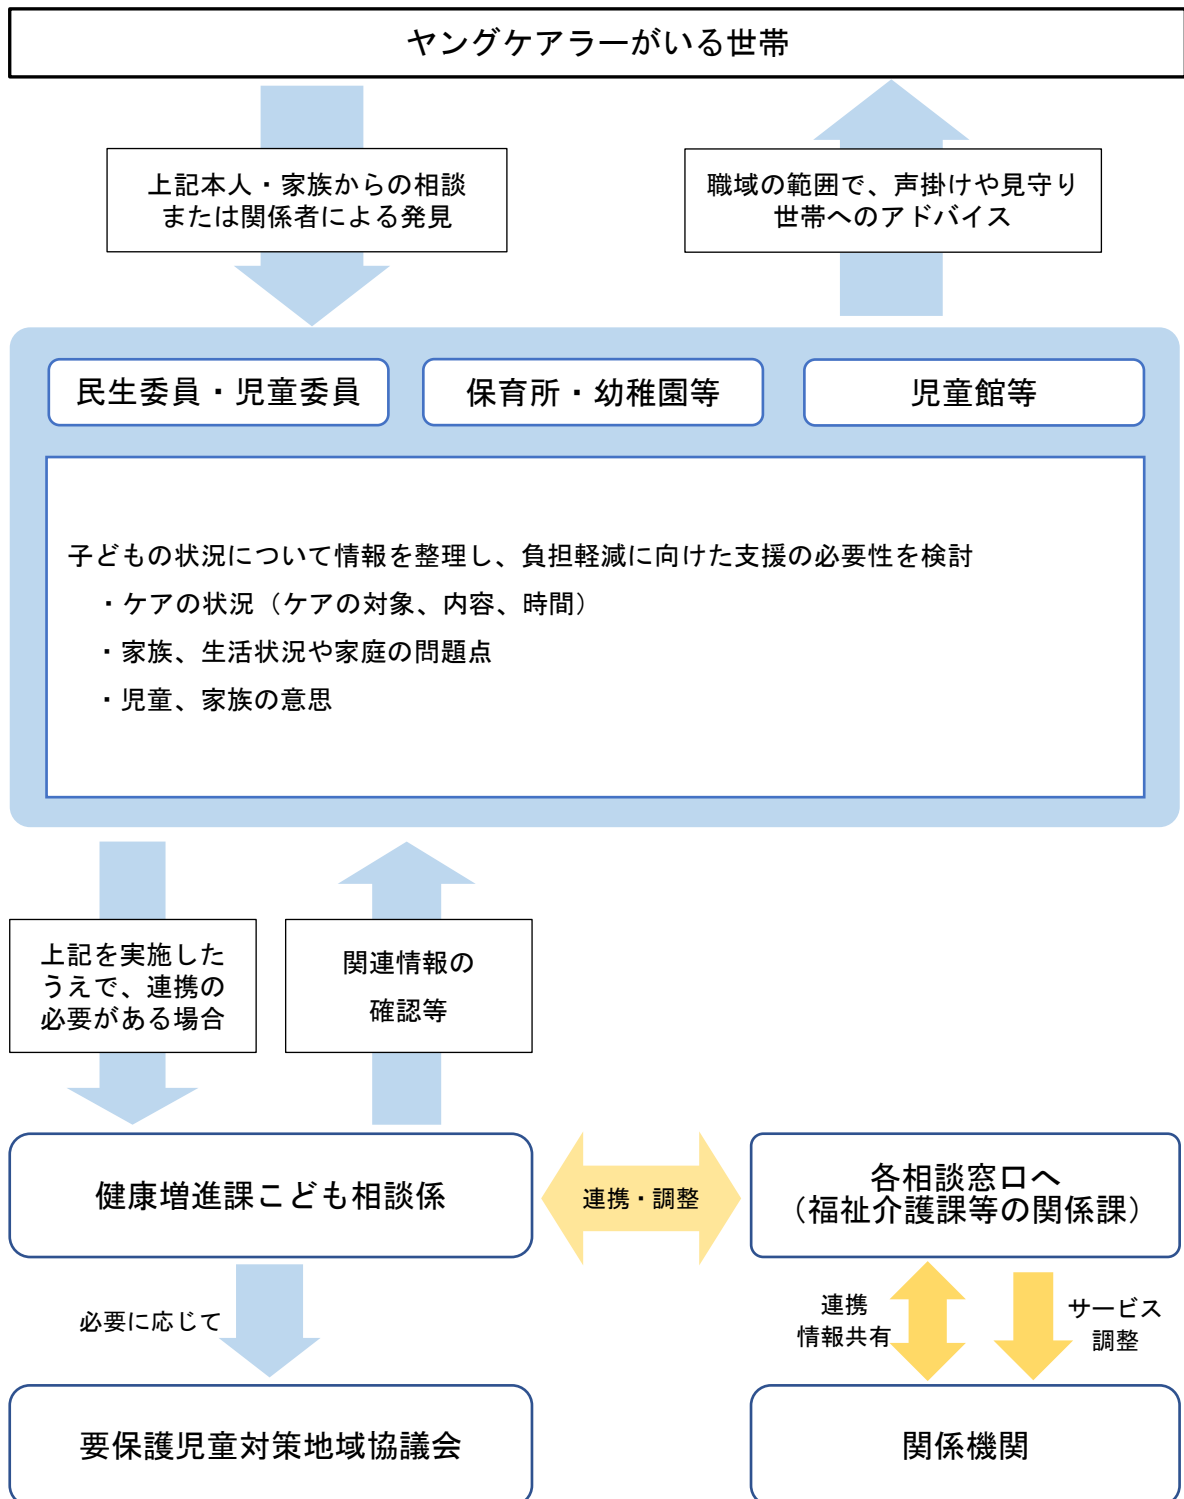 ヤングケアラーがいる世帯
上記本人・家族からの相談
または関係者による発見
職域の範囲で、声掛けや見守り
世帯へのアドバイス
民生委員・児童委員
保育所・幼稚園等
児童館等
子どもの状況について情報を整理し、負担軽減に向けた支援の必要性を検討
・ケアの状況（ケアの対象、内容、時間）
・家族、生活状況や家庭の問題点
・児童、家族の意思
上記を実施した
うえで、連携の
必要がある場合
関連情報の
確認等
健康増進課こども相談係
連携・調整
各相談窓口へ
（福祉介護課等の関係課）
必要に応じて
連携
情報共有
サービス
調整
要保護児童対策地域協議会
関係機関